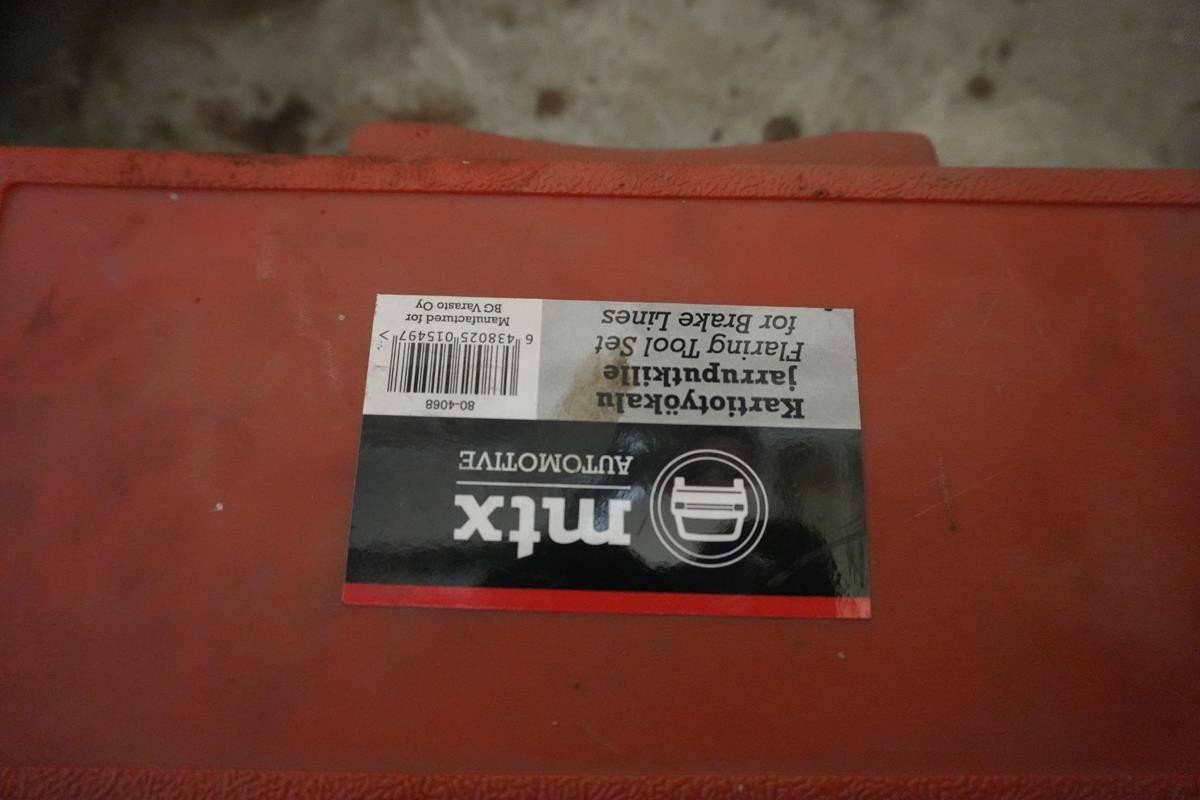 mtx
AUTOMOTIVE
Kartiotyökalu
jarruputkille
Flaring Tool Set
for Brake Lines
80-4068
6 438025 015497 >
Manufactured for
BG Varasto Oy